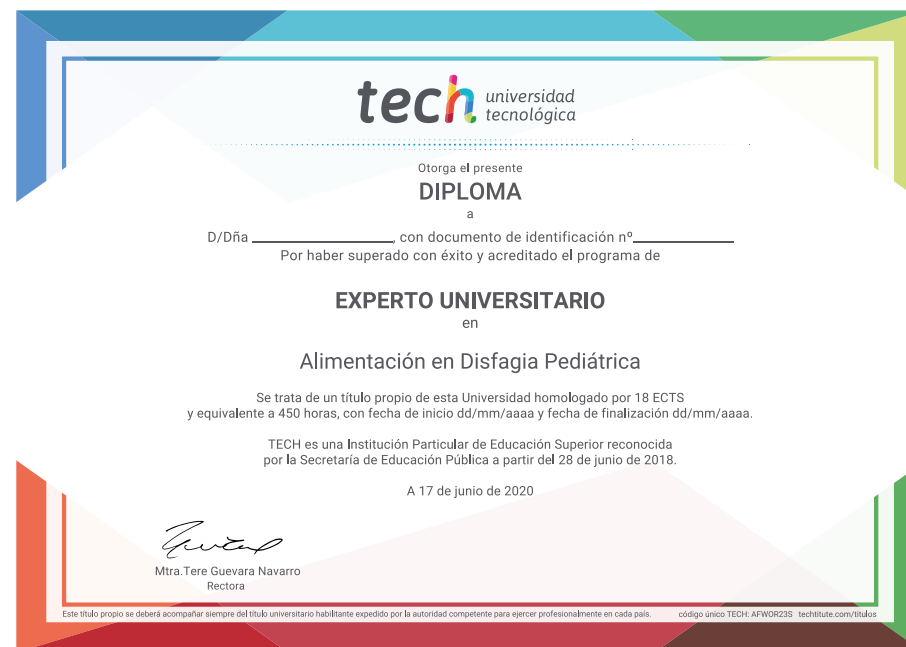 tech universidad
tecnológica
Otorga el presente
DIPLOMA
a
D/Dña ____________________, con documento de identificación nº______________
Por haber superado con éxito y acreditado el programa de
EXPERTO UNIVERSITARIO
en
Alimentación en Disfagia Pediátrica
Se trata de un título propio de esta Universidad homologado por 18 ECTS
y equivalente a 450 horas, con fecha de inicio dd/mm/aaaa y fecha de finalización dd/mm/aaaa.
TECH es una Institución Particular de Educación Superior reconocida
por la Secretaría de Educación Pública a partir del 28 de junio de 2018.
A 17 de junio de 2020
Mtra.Tere Guevara Navarro
Rectora
Este título propio se deberá acompañar siempre del título universitario habilitante expedido por la autoridad competente para ejercer profesionalmente en cada país. código único TECH: AFWOR23S techtitute.com/titulos